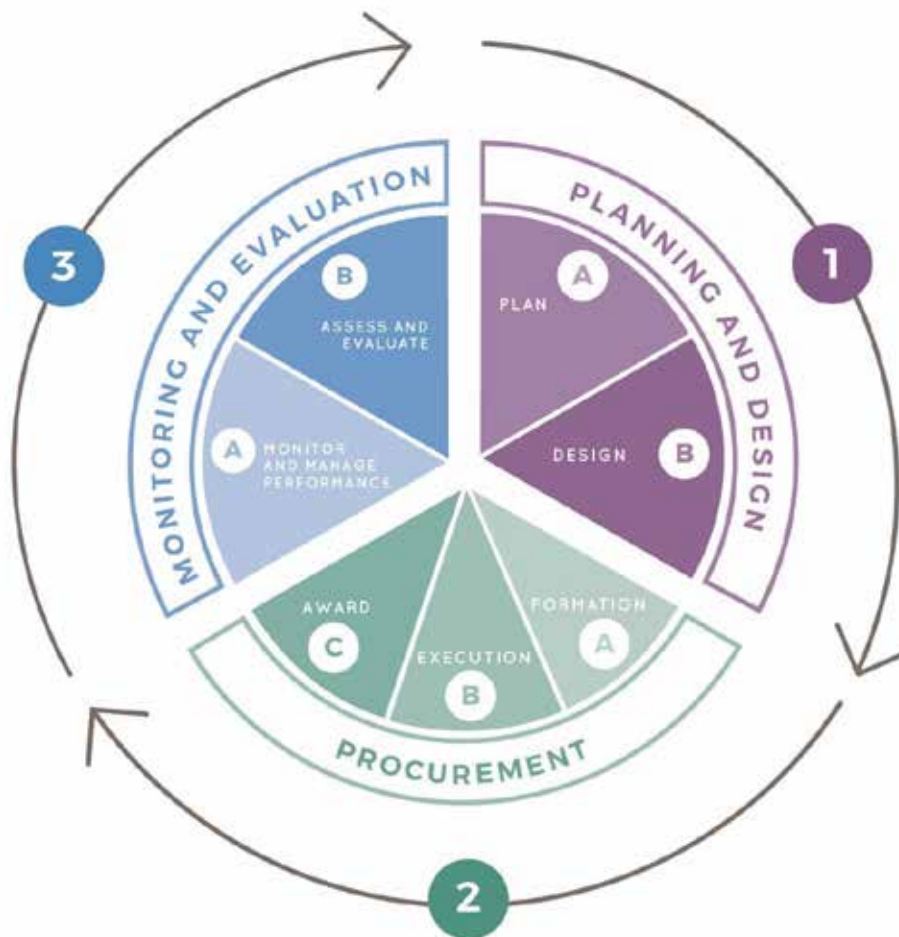 1
PLANNING AND DESIGN
A
PLAN
B
DESIGN
2
PROCUREMENT
A
FORMATION
B
EXECUTION
C
AWARD
3
MONITORING AND EVALUATION
A
MONITOR
AND MANAGE
PERFORMANCE
B
ASSESS AND
EVALUATE